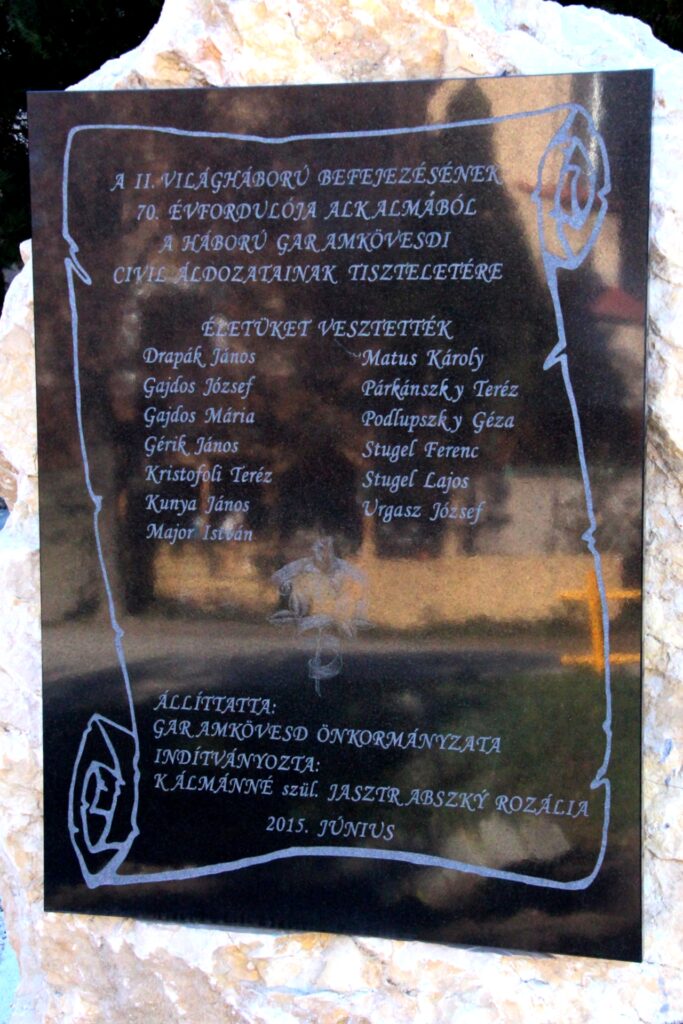 A II. VILÁGHÁBORÚ BEFEJEZÉSÉNEK
70. ÉVFORDULÓJA ALKALMÁBÓL
A HÁBORÚ GARAMKÖVESDI
CIVIL ÁLDOZATAINAK TISZTELETÉRE
ÉLETÜKET VESZTETTÉK
Drapák János
Gajdos József
Gajdos Mária
Gérik János
Kristofoli Teréz
Kunya János
Major István
Matus Károly
Párkánszky Teréz
Podlupszky Géza
Stugel Ferenc
Stugel Lajos
Urgasz József
ÁLLÍTTATTA:
GARAMKÖVESD ÖNKORMÁNYZATA
INDÍTVÁNYOZTA:
KÁLMÁNNÉ szül. JASZTRABSZKÝ ROZÁLIA
2015. JÚNIUS